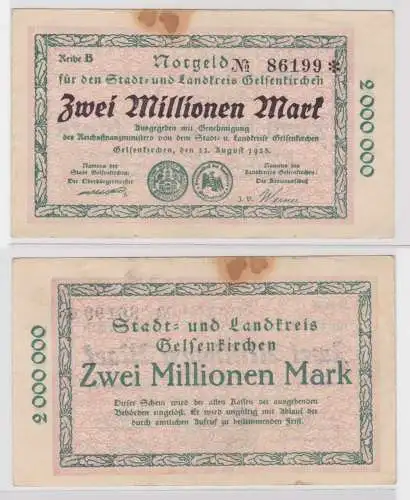 Reihe B
Notgeld № 86199 *
für den Stadt- und Landkreis Gelsenkirchen
Zwei Millionen Mark
Ausgegeben mit Genehmigung
des Reichsfinanzministers von dem Stadt- u. Landkreis Gelsenkirchen
Gelsenkirchen, den 11. August 1923.
Namens der
Stadt Gelsenkirchen:
Der Oberbürgermeister
Namens des
Landkreises Gelsenkirchen:
Der Kreisausschuß
J. V. Werner
2 000 000
Stadt- und Landkreis
Gelsenkirchen
Zwei Millionen Mark
Dieser Schein wird bei allen Kassen der ausgebenden
Behörden eingelöst. Er wird ungültig mit Ablauf der
durch amtlichen Aufruf zu bestimmenden Frist.
2 000 000